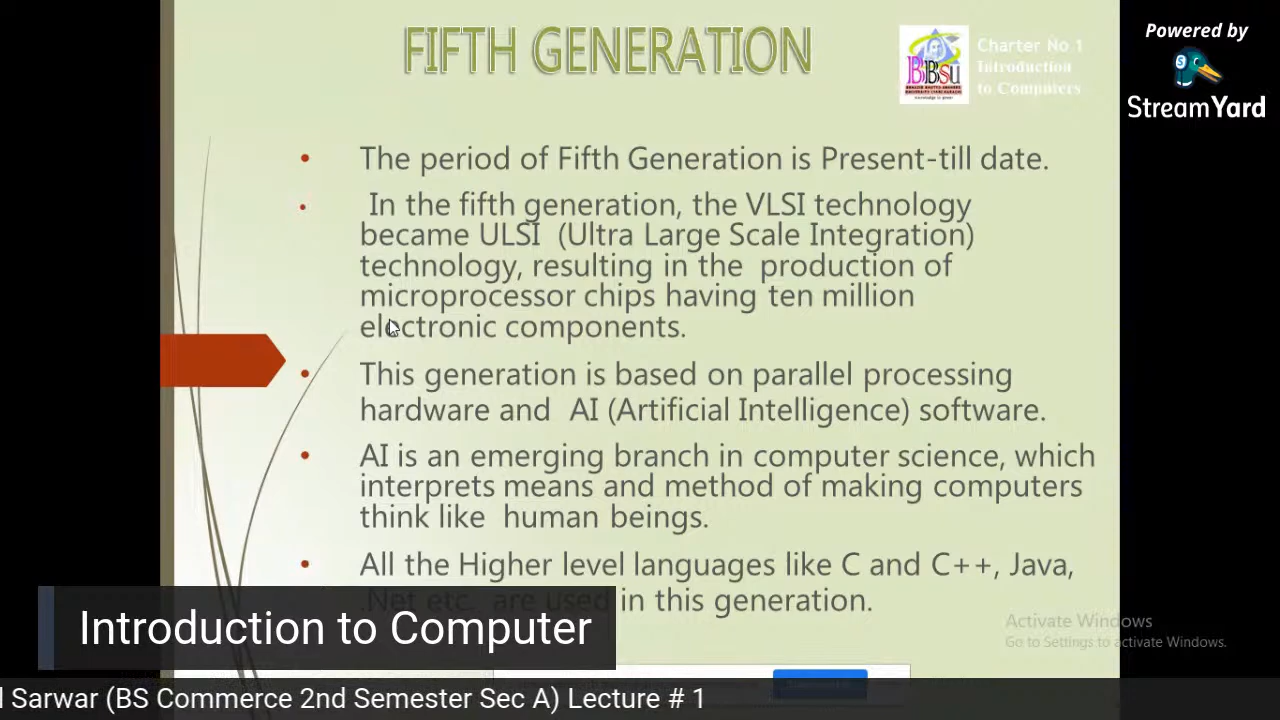 FIFTH GENERATION
BBSU
Charter No 1
Introduction
to Computers
Powered by
StreamYard
• The period of Fifth Generation is Present-till date.
• In the fifth generation, the VLSI technology
became ULSI (Ultra Large Scale Integration)
technology, resulting in the production of
microprocessor chips having ten million
electronic components.
• This generation is based on parallel processing
hardware and AI (Artificial Intelligence) software.
• AI is an emerging branch in computer science, which
interprets means and method of making computers
think like human beings.
• All the Higher level languages like C and C++, Java,
.Net etc. are used in this generation.
Introduction to Computer
Activate Windows
Go to Settings to activate Windows.
l Sarwar (BS Commerce 2nd Semester Sec A) Lecture # 1